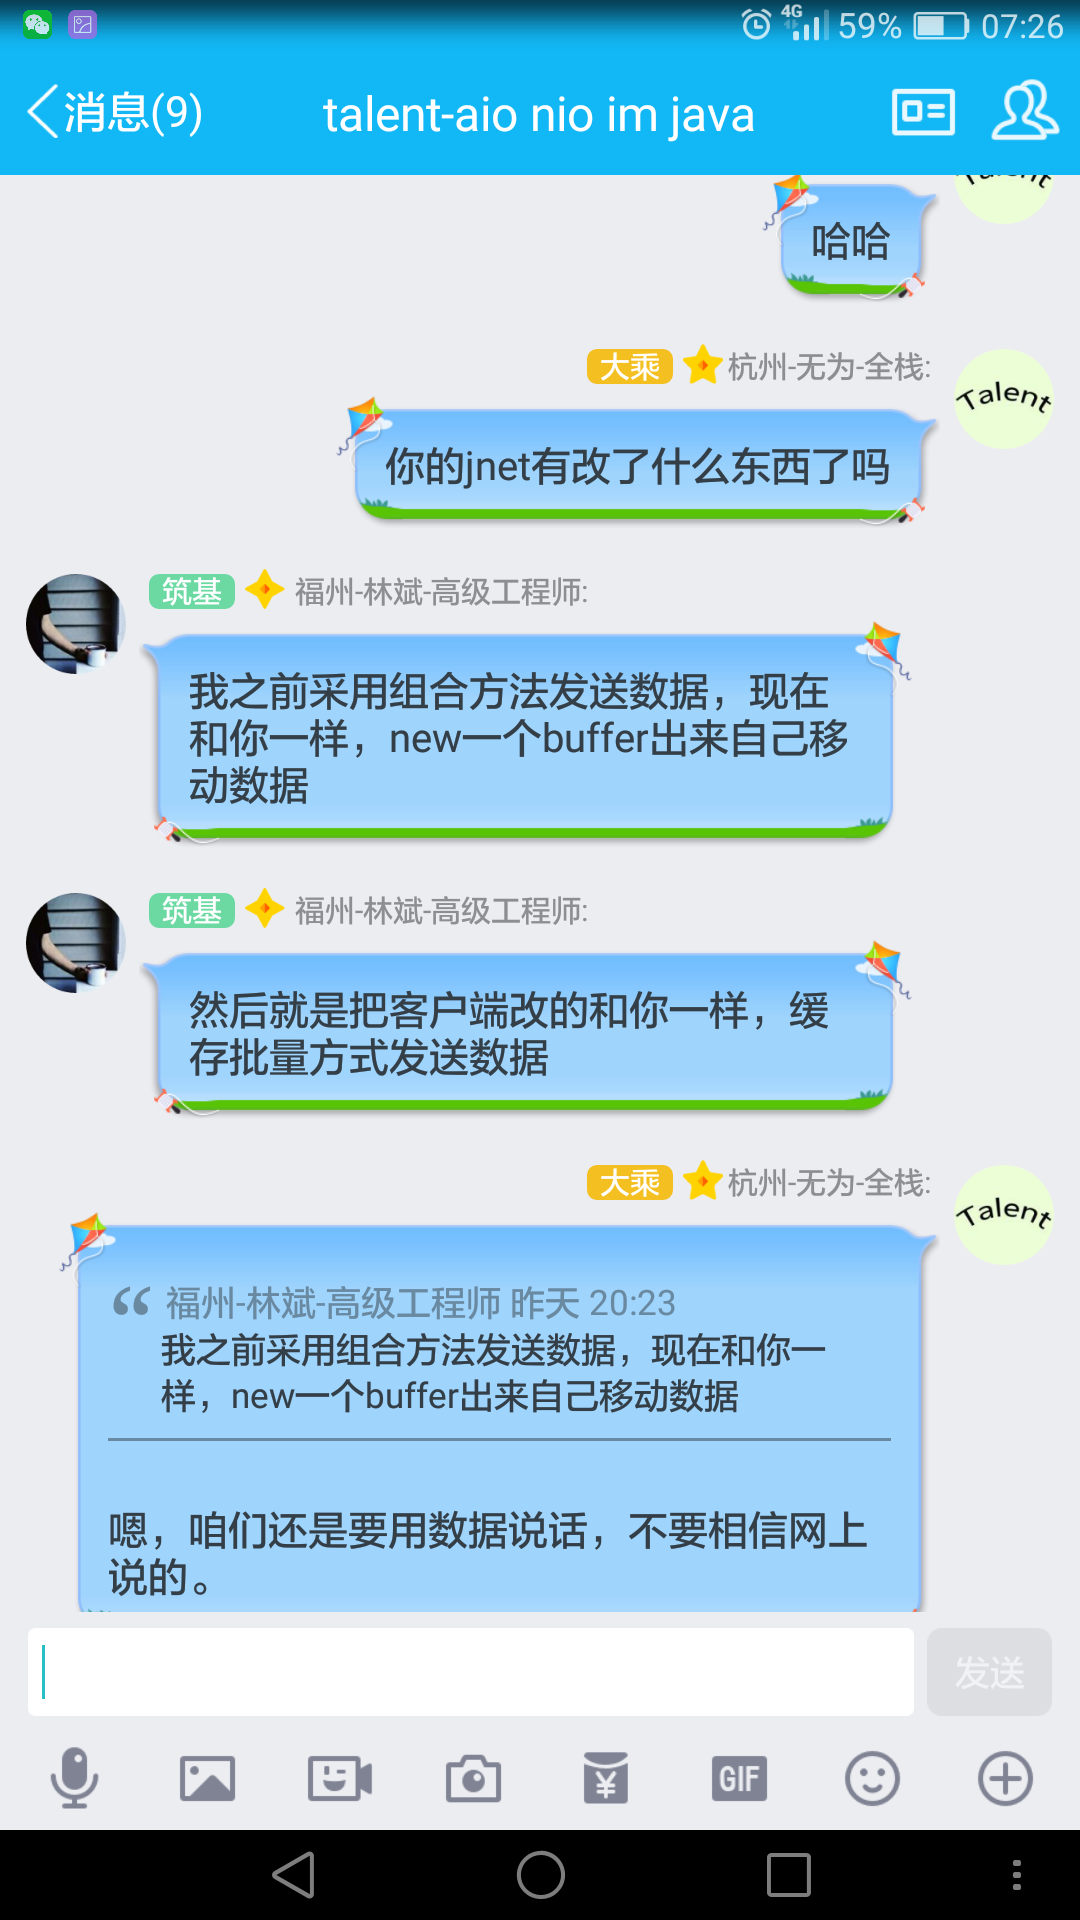 4G 59% 07:26
消息(9) talent-aio nio im java
哈哈
大乘 杭州-无为-全栈:
Talent
你的jnet有改了什么东西了吗
筑基 福州-林斌-高级工程师:
我之前采用组合方法发送数据，现在
和你一样，new一个buffer出来自己移
动数据
筑基 福州-林斌-高级工程师:
然后就是把客户端改的和你一样，缓
存批量方式发送数据
大乘 杭州-无为-全栈:
Talent
“ 福州-林斌-高级工程师 昨天 20:23
我之前采用组合方法发送数据，现在和你一
样，new一个buffer出来自己移动数据
嗯，咱们还是要用数据说话，不要相信网上
说的。
发送
¥
GIF